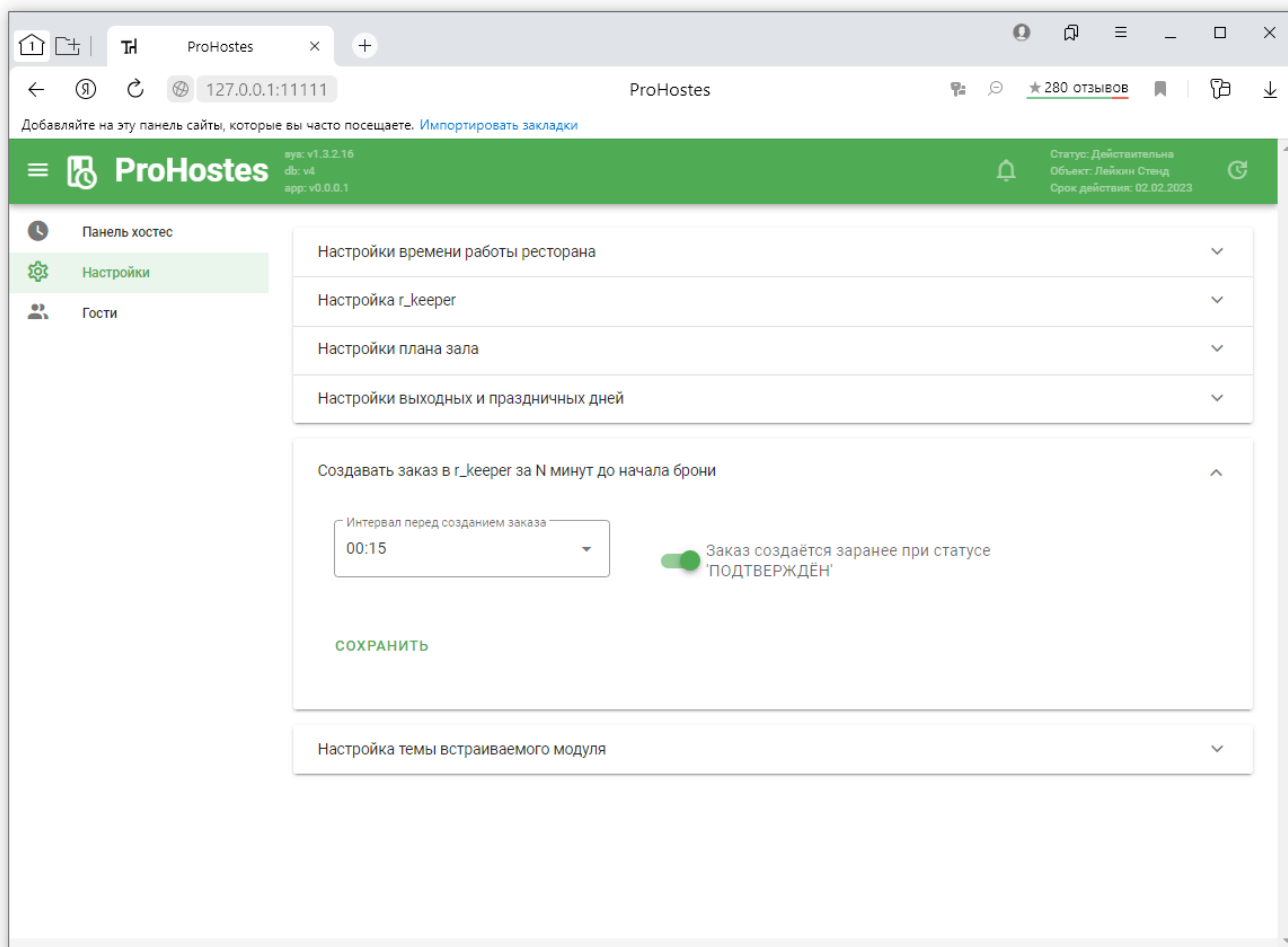 1
ProHostes
127.0.0.1:11111
ProHostes
★ 280 отзывов
Добавляйте на эту панель сайты, которые вы часто посещаете. Импортировать закладки
ProHostes
sys: v1.3.2.16
db: v4
app: v0.0.0.1
Статус: Действительна
Объект: Лейкин Стенд
Срок действия: 02.02.2023
Панель хостес
Настройки
Гости
Настройки времени работы ресторана
Настройка r_keeper
Настройки плана зала
Настройки выходных и праздничных дней
Создавать заказ в r_keeper за N минут до начала брони
Интервал перед созданием заказа
00:15
Заказ создаётся заранее при статусе
'ПОДТВЕРЖДЁН'
СОХРАНИТЬ
Настройка темы встраиваемого модуля